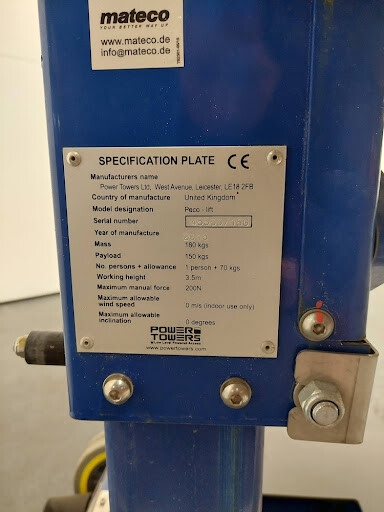 mateco
YOUR BETTER WAY UP
www.mateco.de
info@mateco.de
SPECIFICATION PLATE CE
Manufacturers name
Power Towers Ltd, West Avenue, Leicester, LE18 2FB
Country of manufacture United Kingdom
Model designation Peco - lift
Serial number
Year of manufacture
Mass 180 kgs
Payload 150 kgs
No. persons + allowance 1 person + 70 kgs
Working height 3.5m
Maximum manual force 200N
Maximum allowable
wind speed 0 m/s (indoor use only)
Maximum allowable
inclination 0 degrees
POWER
TOWERS
Low Level Powered Access
www.powertowers.com